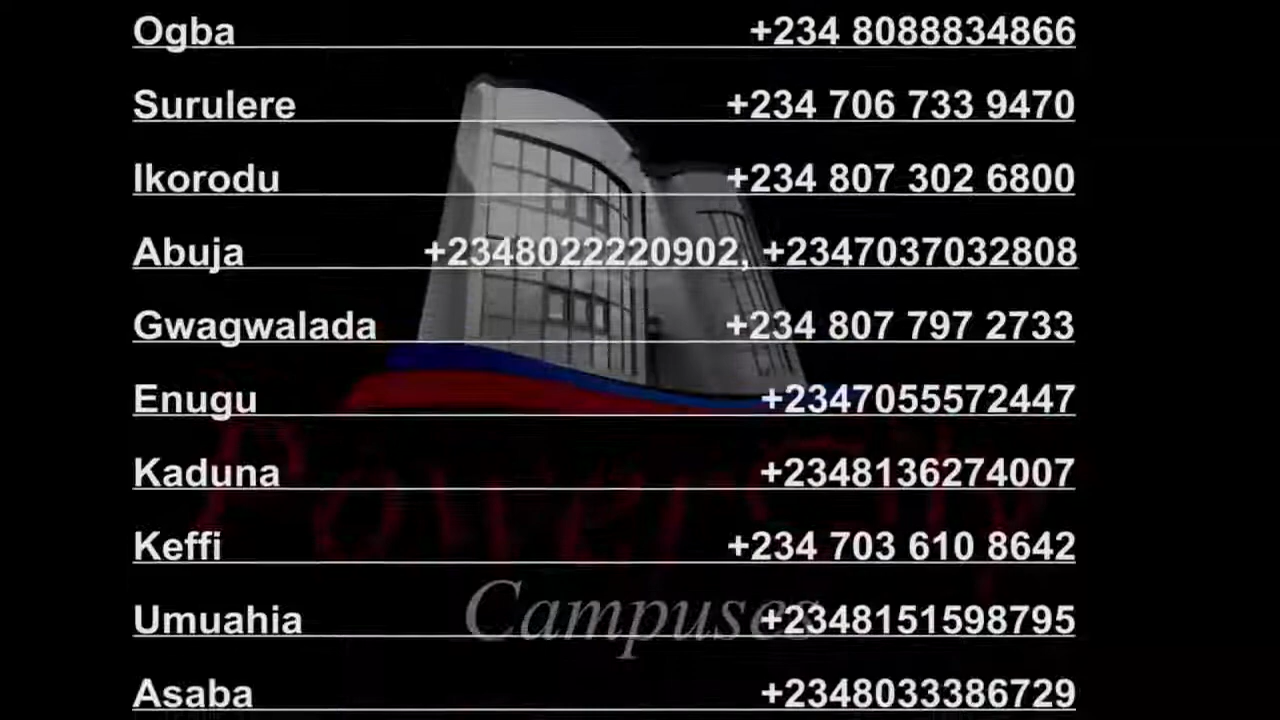 Ogba +234 8088834866
Surulere +234 706 733 9470
Ikorodu +234 807 302 6800
Abuja +2348022220902, +2347037032808
Gwagwalada +234 807 797 2733
Enugu +2347055572447
Kaduna +2348136274007
PowerCity
Keffi +234 703 610 8642
Campuses
Umuahia +2348151598795
Asaba +2348033386729